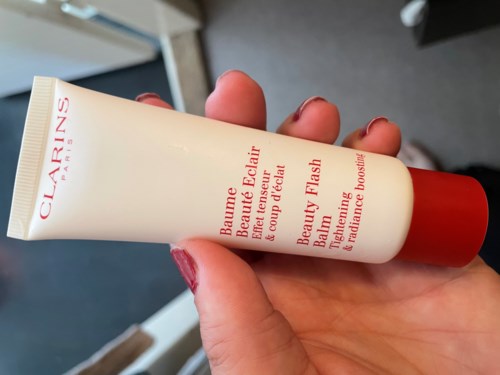 CLARINS
PARIS
Baume
Beauté Eclair
Effet tenseur
& coup d'éclat
Beauty Flash
Balm
Tightening
& radiance boosting